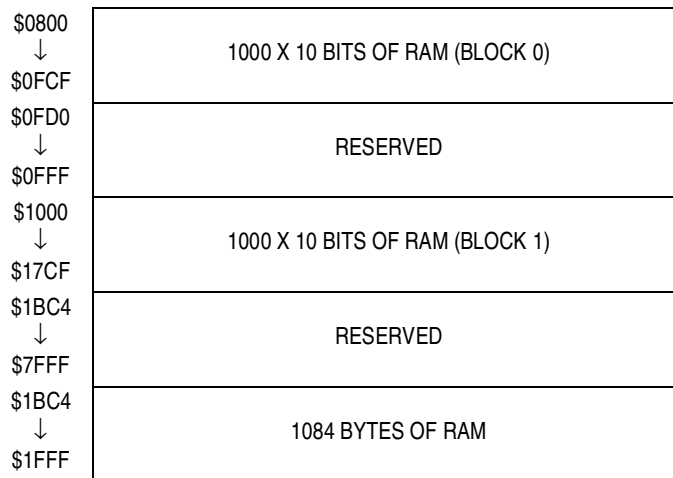 $0800
↓
$0FCF
1000 X 10 BITS OF RAM (BLOCK 0)
$0FD0
↓
$0FFF
RESERVED
$1000
↓
$17CF
1000 X 10 BITS OF RAM (BLOCK 1)
$1BC4
↓
$7FFF
RESERVED
$1BC4
↓
$1FFF
1084 BYTES OF RAM